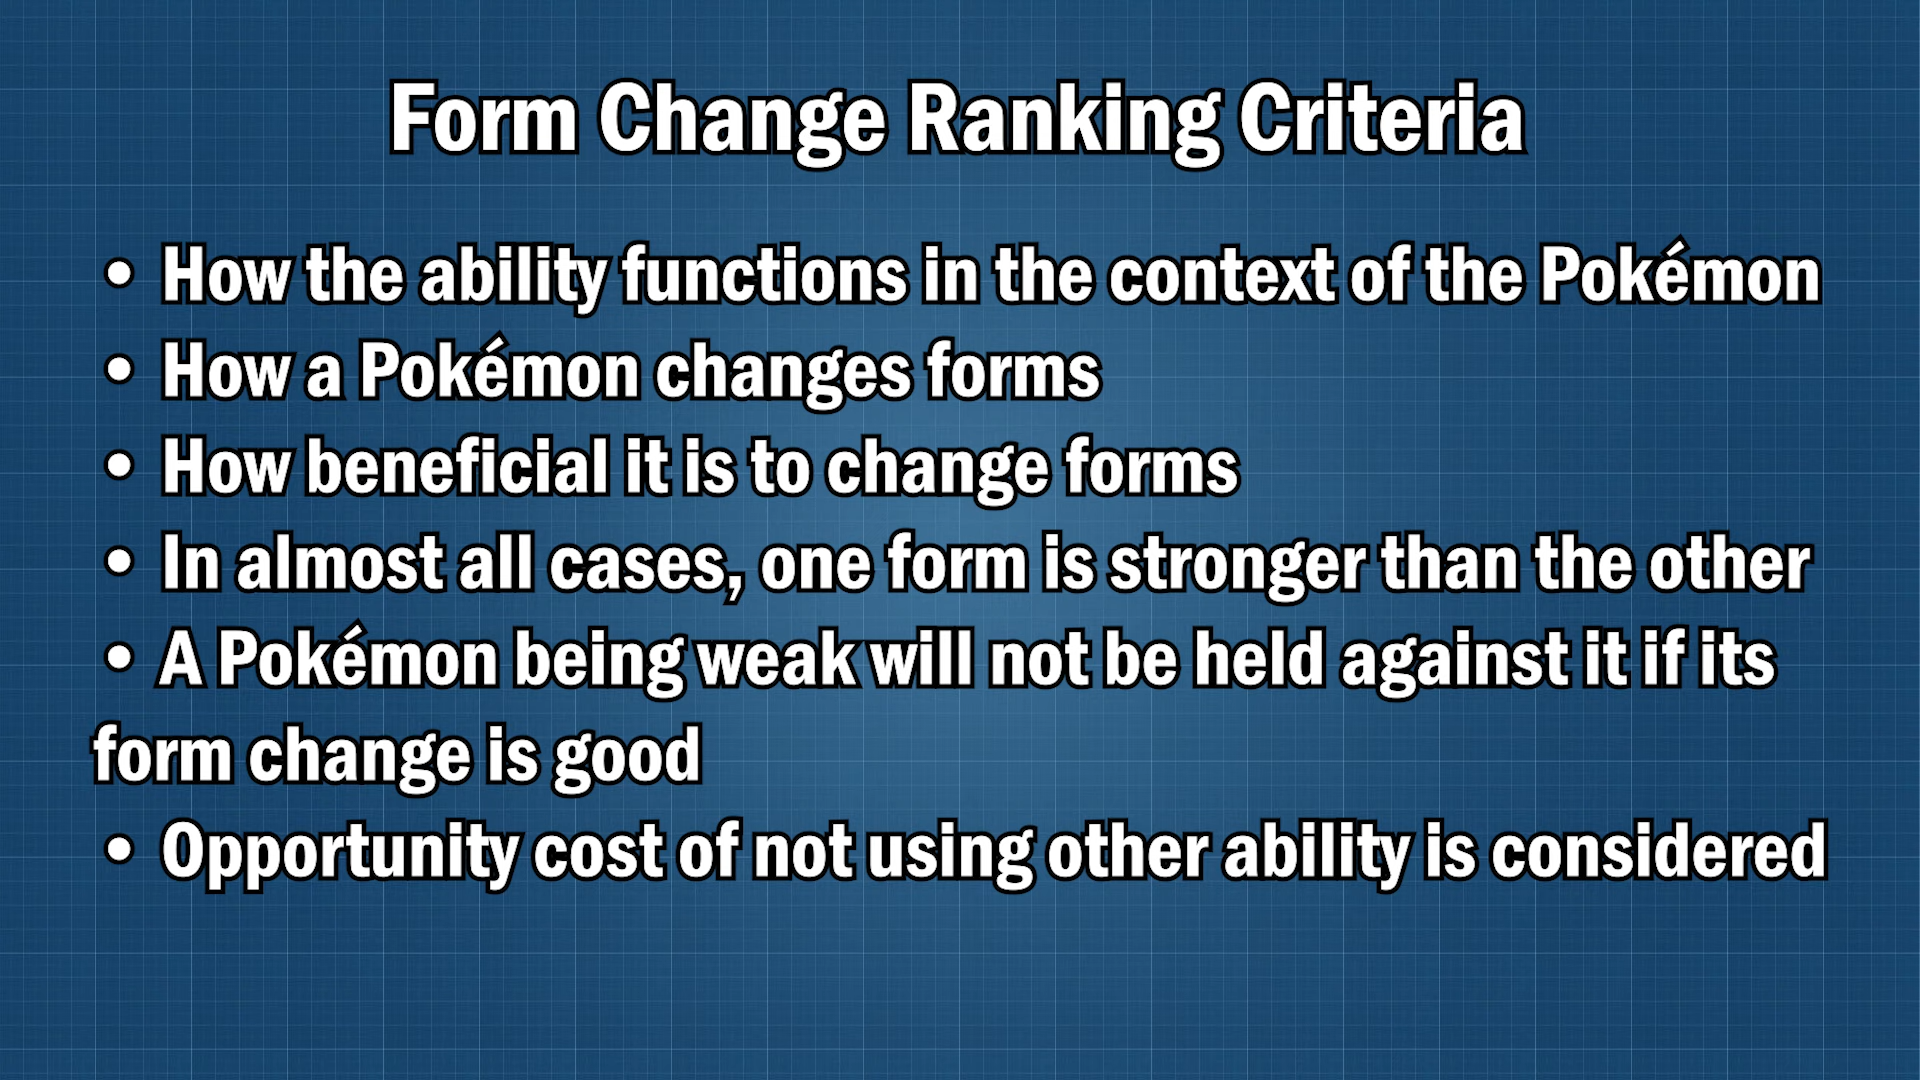 Form Change Ranking Criteria
• How the ability functions in the context of the Pokémon
• How a Pokémon changes forms
• How beneficial it is to change forms
• In almost all cases, one form is stronger than the other
• A Pokémon being weak will not be held against it if its
form change is good
• Opportunity cost of not using other ability is considered